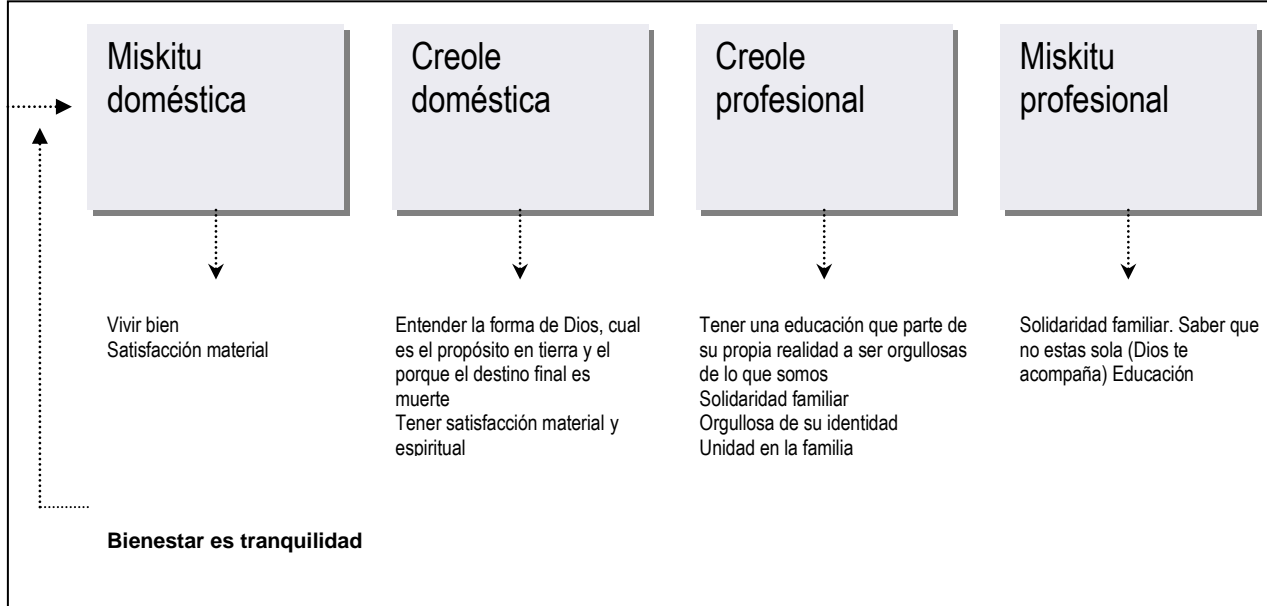 Miskitu
doméstica
Creole
doméstica
Creole
profesional
Miskitu
profesional
Vivir bien
Satisfacción material
Entender la forma de Dios, cual
es el propósito en tierra y el
porque el destino final es
muerte
Tener satisfacción material y
espiritual
Tener una educación que parte de
su propia realidad a ser orgullosas
de lo que somos
Solidaridad familiar
Orgullosa de su identidad
Unidad en la familia
Solidaridad familiar. Saber que
no estas sola (Dios te
acompaña) Educación
Bienestar es tranquilidad